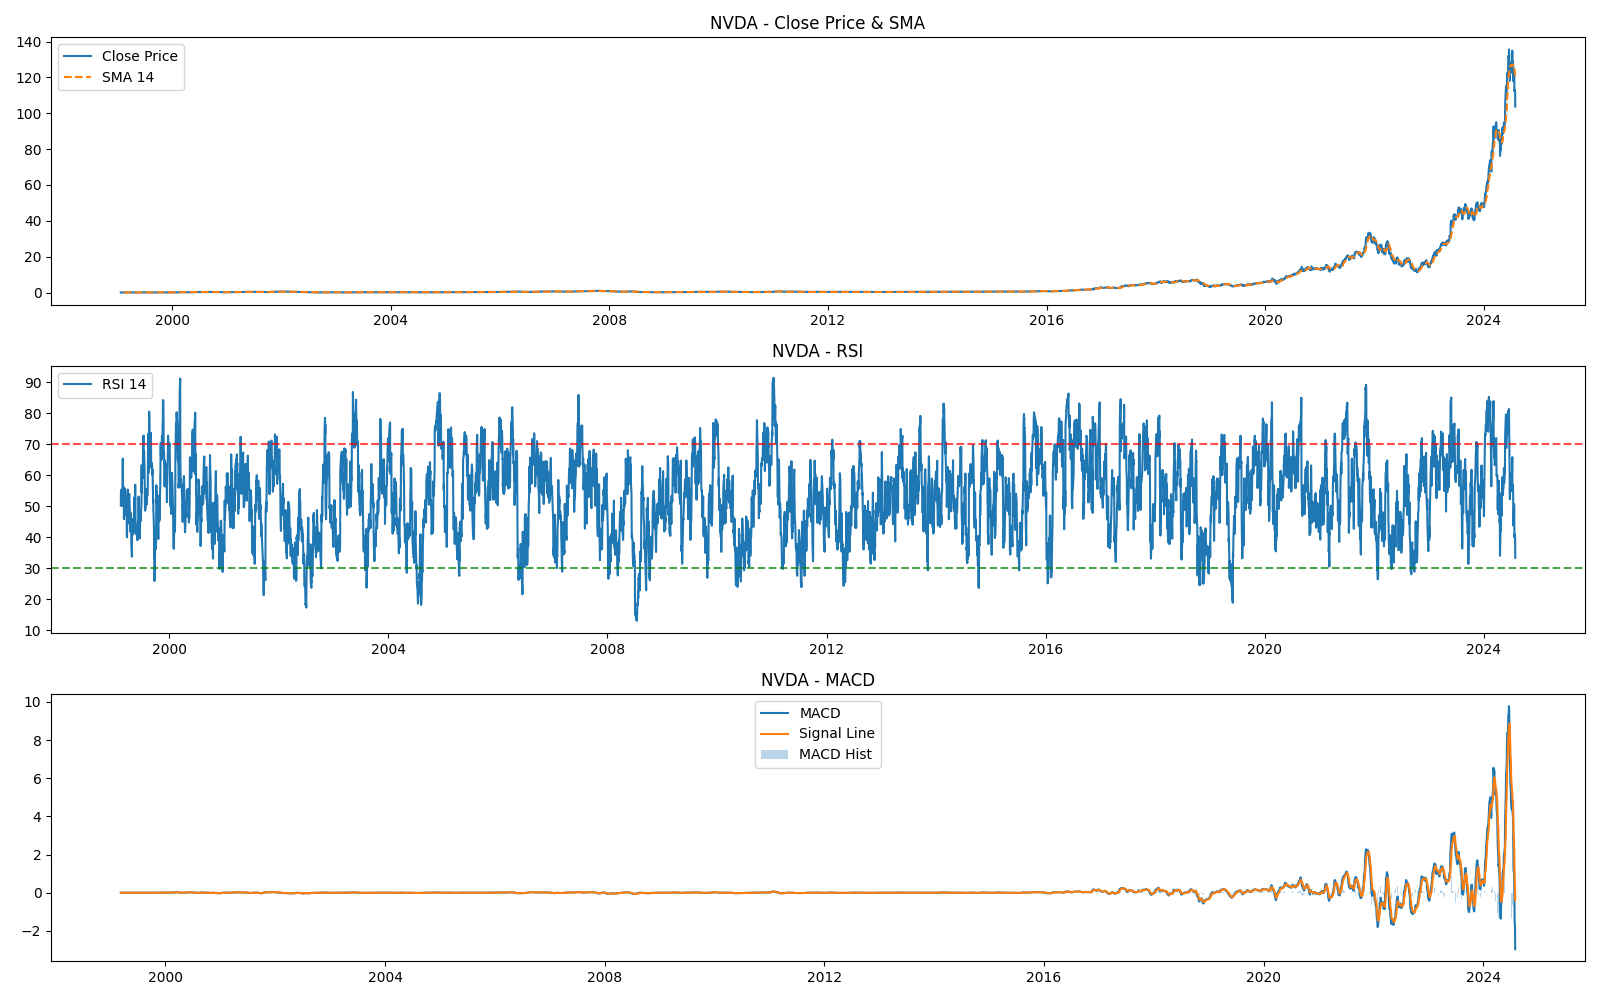 NVDA - Close Price & SMA
140
120
100
80
60
40
20
0
Close Price
SMA 14
2000 2004 2008 2012 2016 2020 2024
NVDA - RSI
90
80
70
60
50
40
30
20
10
RSI 14
2000 2004 2008 2012 2016 2020 2024
NVDA - MACD
10
8
6
4
2
0
−2
MACD
Signal Line
MACD Hist
2000 2004 2008 2012 2016 2020 2024